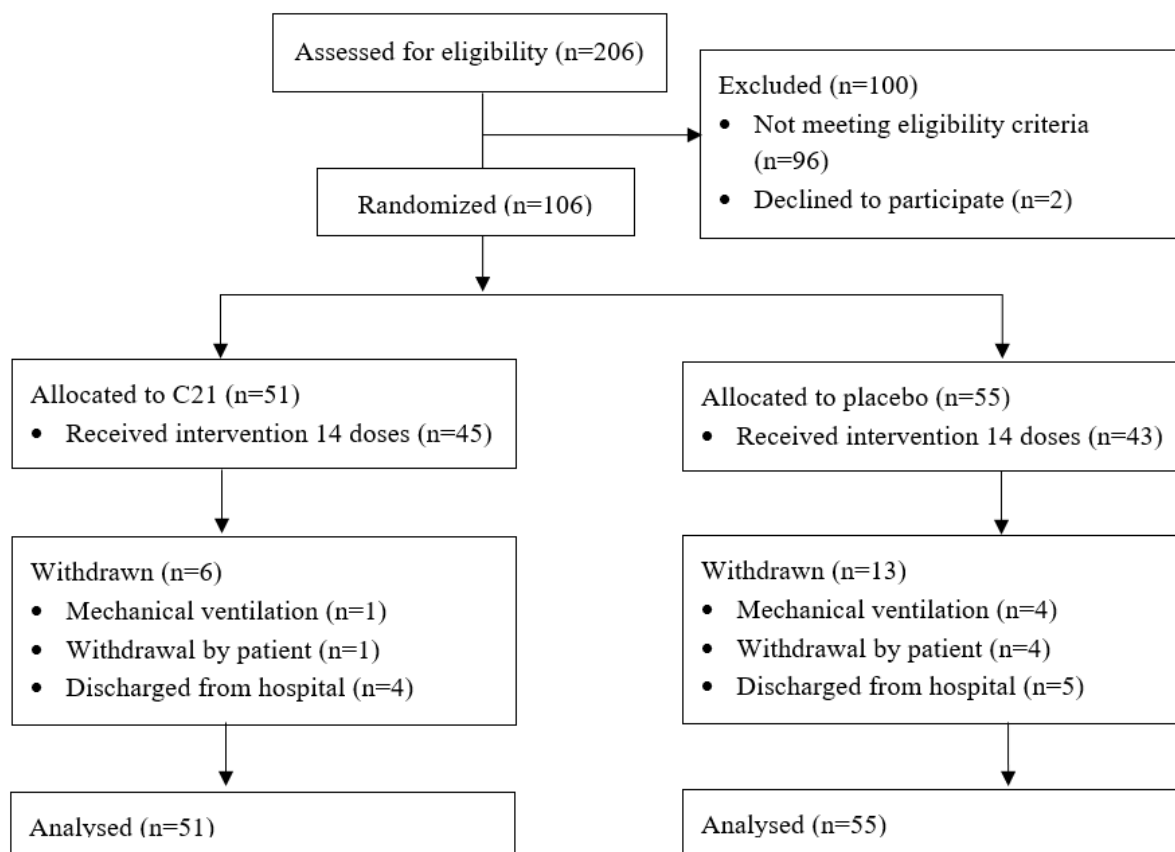 Assessed for eligibility (n=206)
Excluded (n=100)
• Not meeting eligibility criteria
(n=96)
• Declined to participate (n=2)
Randomized (n=106)
Allocated to C21 (n=51)
• Received intervention 14 doses (n=45)
Allocated to placebo (n=55)
• Received intervention 14 doses (n=43)
Withdrawn (n=6)
• Mechanical ventilation (n=1)
• Withdrawal by patient (n=1)
• Discharged from hospital (n=4)
Withdrawn (n=13)
• Mechanical ventilation (n=4)
• Withdrawal by patient (n=4)
• Discharged from hospital (n=5)
Analysed (n=51)
Analysed (n=55)